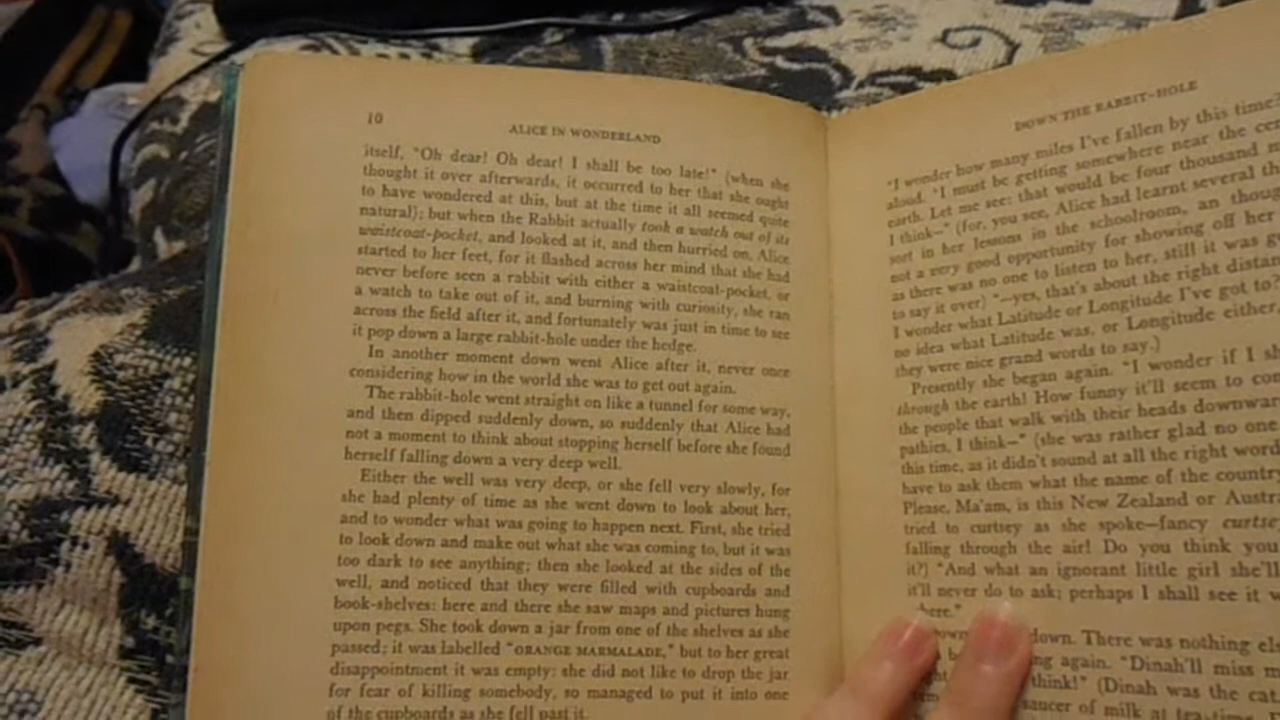 10
ALICE IN WONDERLAND
itself, "Oh dear! Oh dear! I shall be too late!" (when she
thought it over afterwards, it occurred to her that she ought
to have wondered at this, but at the time it all seemed quite
natural); but when the Rabbit actually took a watch out of its
waistcoat-pocket, and looked at it, and then hurried on, Alice
started to her feet, for it flashed across her mind that she had
never before seen a rabbit with either a waistcoat-pocket, or
a watch to take out of it, and burning with curiosity, she ran
across the field after it, and fortunately was just in time to see
it pop down a large rabbit-hole under the hedge.
In another moment down went Alice after it, never once
considering how in the world she was to get out again.
The rabbit-hole went straight on like a tunnel for some way,
and then dipped suddenly down, so suddenly that Alice had
not a moment to think about stopping herself before she found
herself falling down a very deep well.
Either the well was very deep, or she fell very slowly, for
she had plenty of time as she went down to look about her,
and to wonder what was going to happen next. First, she tried
to look down and make out what she was coming to, but it was
too dark to see anything; then she looked at the sides of the
well, and noticed that they were filled with cupboards and
book-shelves: here and there she saw maps and pictures hung
upon pegs. She took down a jar from one of the shelves as she
passed; it was labelled "ORANGE MARMALADE," but to her great
disappointment it was empty: she did not like to drop the jar
for fear of killing somebody, so managed to put it into one
of the cupboards as she fell past it.
DOWN THE RABBIT-HOLE
"I wonder how many miles I've fallen by this time?
aloud. "I must be getting somewhere near the
earth. Let me see: that would be four thousand
I think—" (for, you see, Alice had learnt several
sort in her lessons in the schoolroom, an
not a very good opportunity for showing off her
as there was no one to listen to her, still it was
to say it over) "—yes, that's about the right
I wonder what Latitude or Longitude I've got to?
no idea what Latitude was, or Longitude either,
they were nice grand words to say.)
Presently she began again. "I wonder if I
through the earth! How funny it'll seem to
the people that walk with their heads
pathies, I think—" (she was rather glad no one
this time, as it didn't sound at all the right
have to ask them what the name of the
Please, Ma'am, is this New Zealand or
tried to curtsey as she spoke—fancy
falling through the air! Do you think you
it?) "And what an ignorant little girl she'll
it'll never do to ask; perhaps I shall see it
down. There was nothing
again. "Dinah'll miss
think!" (Dinah was the cat
saucer of milk at